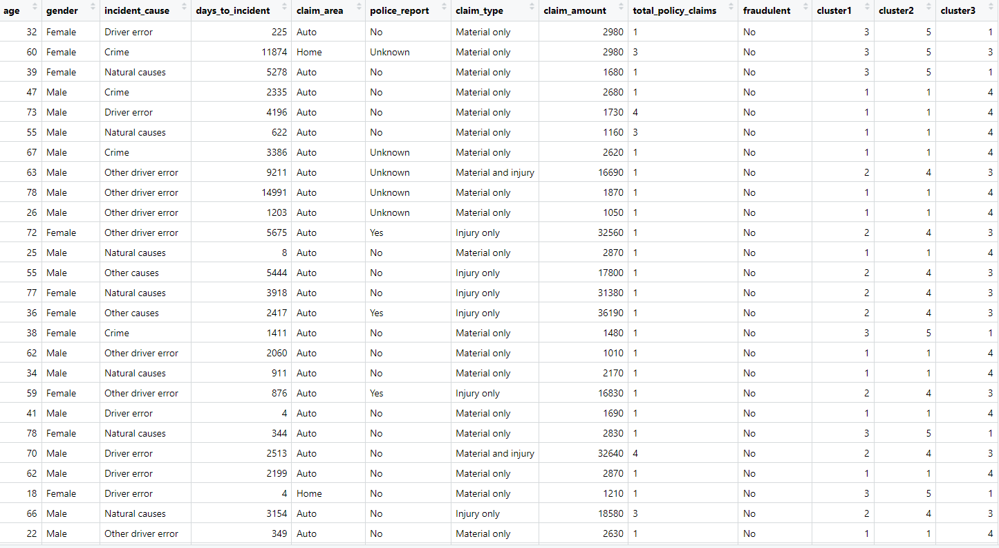 age gender incident_cause days_to_incident claim_area police_report claim_type claim_amount total_policy_claims fraudulent cluster1 cluster2 cluster3
32 Female Driver error 225 Auto No Material only 2980 1 No 3 5 1
60 Female Crime 11874 Home Unknown Material only 2980 3 No 3 5 3
39 Female Natural causes 5278 Auto No Material only 1680 1 No 3 5 1
47 Male Crime 2335 Auto No Material only 2680 1 No 1 1 4
73 Male Driver error 4196 Auto No Material only 1730 4 No 1 1 4
55 Male Natural causes 622 Auto No Material only 1160 3 No 1 1 4
67 Male Crime 3386 Auto Unknown Material only 2620 1 No 1 1 4
63 Male Other driver error 9211 Auto Unknown Material and injury 16690 1 No 2 4 3
78 Male Other driver error 14991 Auto Unknown Material only 1870 1 No 1 1 4
26 Male Other driver error 1203 Auto Unknown Material only 1050 1 No 1 1 4
72 Female Other driver error 5675 Auto Yes Injury only 32560 1 No 2 4 3
25 Male Natural causes 8 Auto No Material only 2870 1 No 1 1 4
55 Male Other causes 5444 Auto No Injury only 17800 1 No 2 4 3
77 Female Natural causes 3918 Auto No Injury only 31380 1 No 2 4 3
36 Female Other causes 2417 Auto Yes Injury only 36190 1 No 2 4 3
38 Female Crime 1411 Auto No Material only 1480 1 No 3 5 1
62 Male Other driver error 2060 Auto No Material only 1010 1 No 1 1 4
34 Male Natural causes 911 Auto No Material only 2170 1 No 1 1 4
59 Female Other driver error 876 Auto Yes Injury only 16830 1 No 2 4 3
41 Male Driver error 4 Auto No Material only 1690 1 No 1 1 4
78 Female Natural causes 344 Auto No Material only 2830 1 No 3 5 1
70 Male Driver error 2513 Auto No Material and injury 32640 4 No 2 4 3
62 Male Driver error 2199 Auto No Material only 2870 1 No 1 1 4
18 Female Driver error 4 Home No Material only 1210 1 No 3 5 1
66 Male Natural causes 3154 Auto No Injury only 18580 3 No 2 4 3
22 Male Other driver error 349 Auto No Material only 2630 1 No 1 1 4